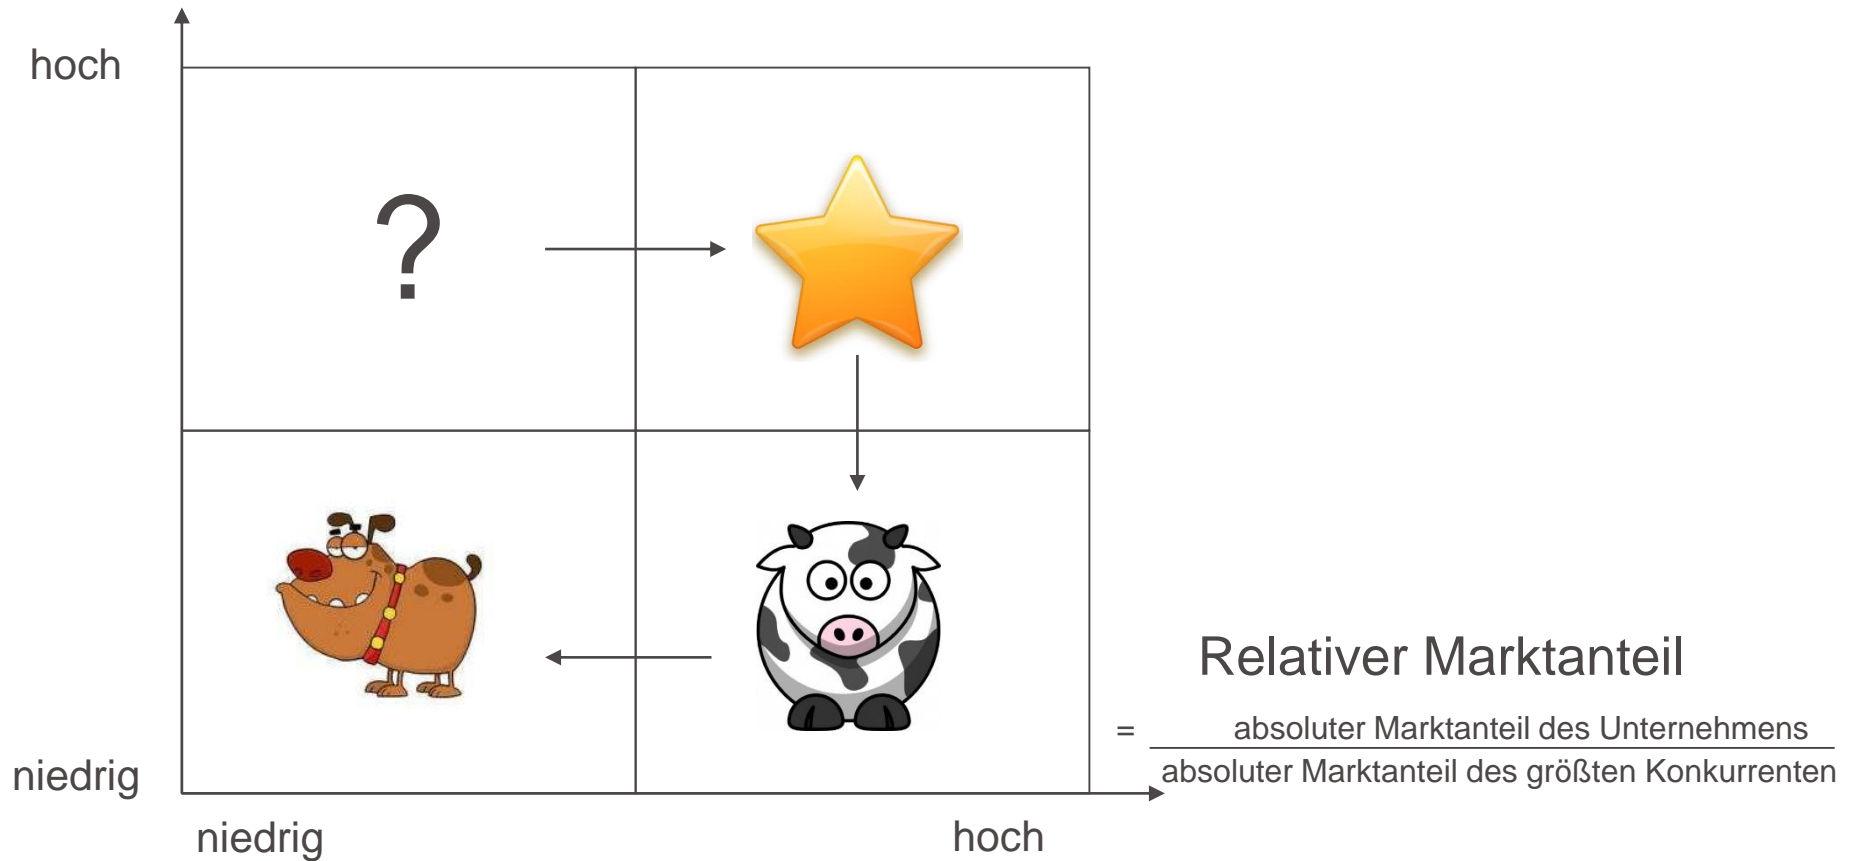 hoch
?
Relativer Marktanteil
= absoluter Marktanteil des Unternehmens
absoluter Marktanteil des größten Konkurrenten
niedrig
niedrig hoch